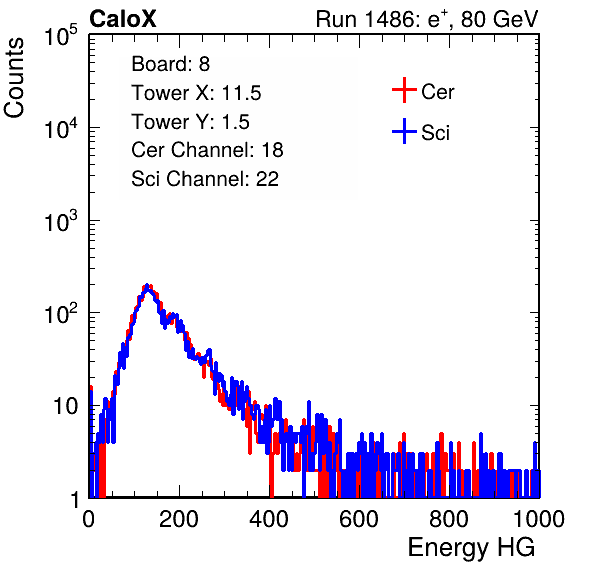 CaloX Run 1486: e⁺, 80 GeV
Counts
10⁵
10⁴
10³
10²
10
1
Board: 8
Tower X: 11.5
Tower Y: 1.5
Cer Channel: 18
Sci Channel: 22
Cer
Sci
0 200 400 600 800 1000
Energy HG